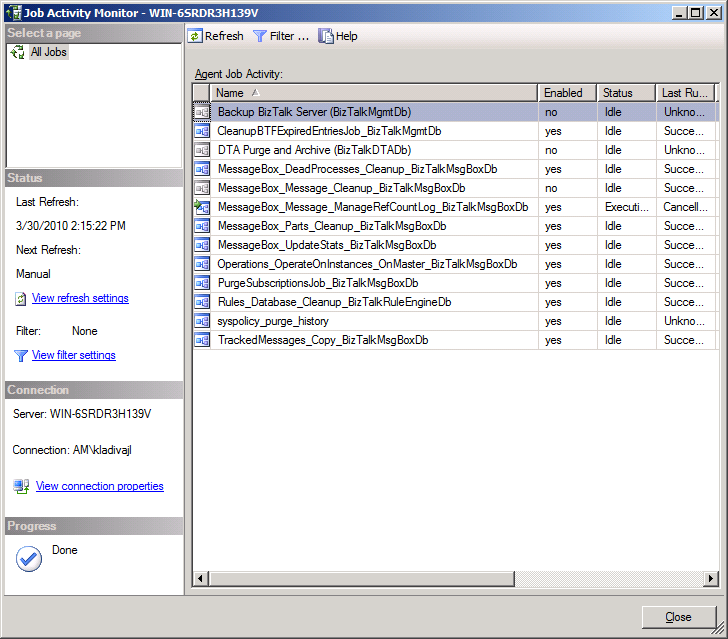 Job Activity Monitor - WIN-6SRDR3H139V
Select a page
All Jobs
Status
Last Refresh:
3/30/2010 2:15:22 PM
Next Refresh:
Manual
View refresh settings
Filter: None
View filter settings
Connection
Server: WIN-6SRDR3H139V
Connection: AM\kladivajl
View connection properties
Progress
Done
Refresh Filter ... Help
Agent Job Activity:
Name Enabled Status Last Ru...
Backup BizTalk Server (BizTalkMgmtDb) no Idle Unkno...
CleanupBTFExpiredEntriesJob_BizTalkMgmtDb yes Idle Succe...
DTA Purge and Archive (BizTalkDTADb) no Idle Unkno...
MessageBox_DeadProcesses_Cleanup_BizTalkMsgBoxDb yes Idle Succe...
MessageBox_Message_Cleanup_BizTalkMsgBoxDb no Idle Succe...
MessageBox_Message_ManageRefCountLog_BizTalkMsgBoxDb yes Executi... Cancell...
MessageBox_Parts_Cleanup_BizTalkMsgBoxDb yes Idle Succe...
MessageBox_UpdateStats_BizTalkMsgBoxDb yes Idle Succe...
Operations_OperateOnInstances_OnMaster_BizTalkMsgBoxDb yes Idle Succe...
PurgeSubscriptionsJob_BizTalkMsgBoxDb yes Idle Succe...
Rules_Database_Cleanup_BizTalkRuleEngineDb yes Idle Succe...
syspolicy_purge_history yes Idle Unkno...
TrackedMessages_Copy_BizTalkMsgBoxDb yes Idle Succe...
Close